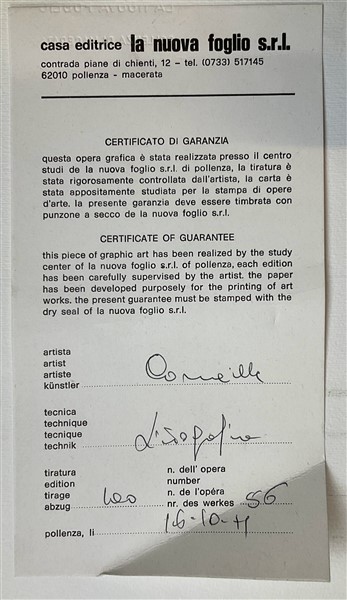 casa editrice la nuova foglio s.r.l.
contrada piane di chienti, 12 - tel. (0733) 517145
62010 pollenza - macerata
CERTIFICATO DI GARANZIA
questa opera grafica è stata realizzata presso il centro
studi de la nuova foglio s.r.l. di pollenza, la tiratura è
stata rigorosamente controllata dall'artista, la carta è
stata appositamente studiata per la stampa di opere
d'arte. la presente garanzia deve essere timbrata con
punzone a secco de la nuova foglio s.r.l.
CERTIFICATE OF GUARANTEE
this piece of graphic art has been realized by the study
center of la nuova foglio s.r.l. of pollenza, each edition
has been carefully supervised by the artist. the paper
has been developed purposely for the printing of art
works. the present guarantee must be stamped with the
dry seal of la nuova foglio s.r.l.
artista
artist
artiste
künstler Corneille
tecnica
technique
tecnique
technik Litografia
tiratura n. dell' opera
edition number
tirage n. de l'opéra
abzug nr. des werkes 56
pollenza, li 16-10-